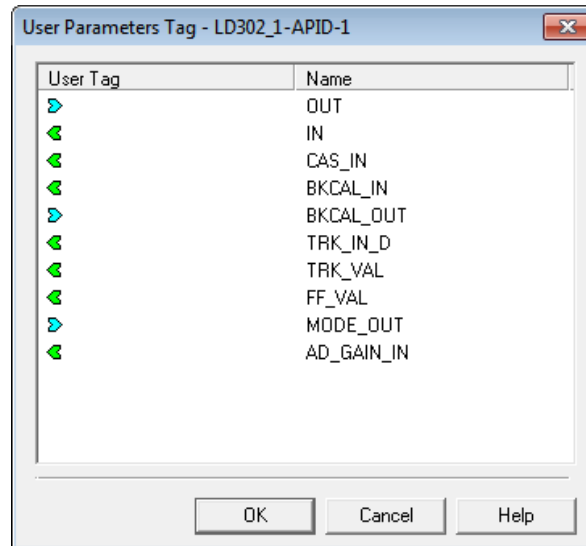 User Parameters Tag - LD302_1-APID-1
User Tag Name
OUT
IN
CAS_IN
BKCAL_IN
BKCAL_OUT
TRK_IN_D
TRK_VAL
FF_VAL
MODE_OUT
AD_GAIN_IN
OK Cancel Help